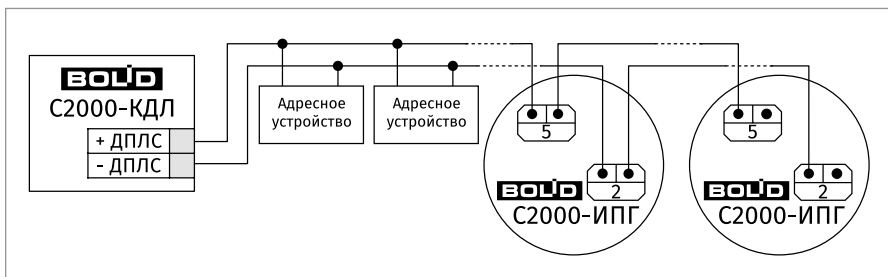 BOLID
С2000-КДЛ
+ ДПЛС
- ДПЛС
Адресное
устройство
Адресное
устройство
5
2
BOLID
С2000-ИПГ
5
2
BOLID
С2000-ИПГ